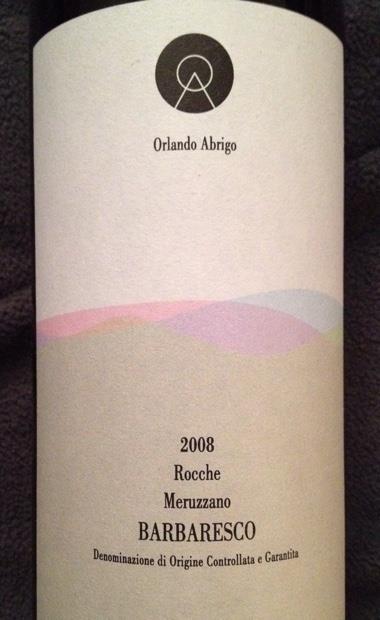 Orlando Abrigo
2008
Rocche
Meruzzano
BARBARESCO
Denominazione di Origine Controllata e Garantita